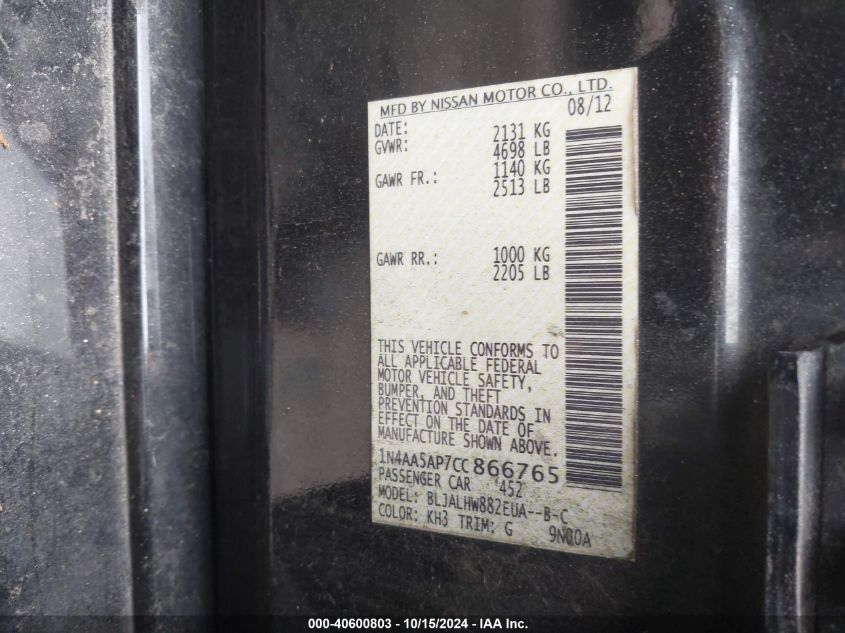 MFD BY NISSAN MOTOR CO., LTD.
DATE: 08/12
GVWR: 2131 KG
4698 LB
GAWR FR.: 1140 KG
2513 LB
GAWR RR.: 1000 KG
2205 LB
THIS VEHICLE CONFORMS TO
ALL APPLICABLE FEDERAL
MOTOR VEHICLE SAFETY,
BUMPER, AND THEFT
PREVENTION STANDARDS IN
EFFECT ON THE DATE OF
MANUFACTURE SHOWN ABOVE.
1N4AA5AP7CC866765
PASSENGER CAR 452
MODEL: BLJALHW882EUA--B-C
COLOR: KH3 TRIM: G 9N00A
000-40600803 - 10/15/2024 - IAA Inc.